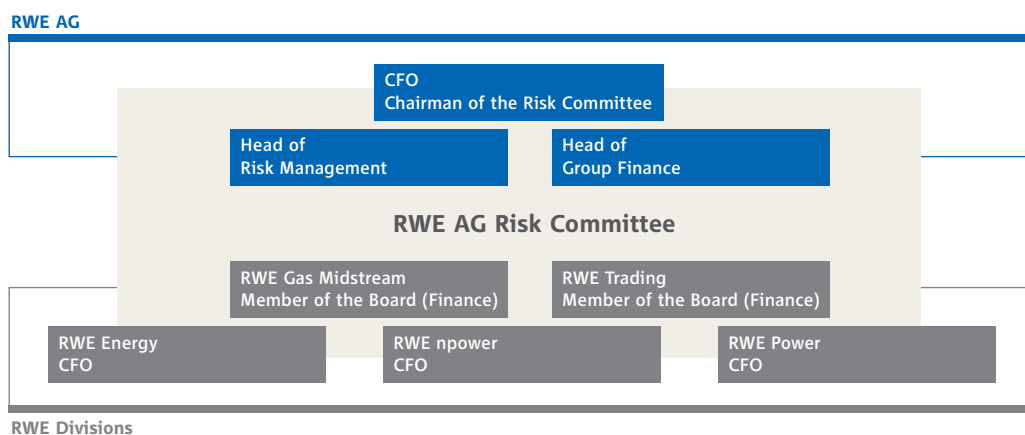 RWE AG
CFO
Chairman of the Risk Committee
Head of
Risk Management
Head of
Group Finance
RWE AG Risk Committee
RWE Gas Midstream
Member of the Board (Finance)
RWE Trading
Member of the Board (Finance)
RWE Energy
CFO
RWE npower
CFO
RWE Power
CFO
RWE Divisions